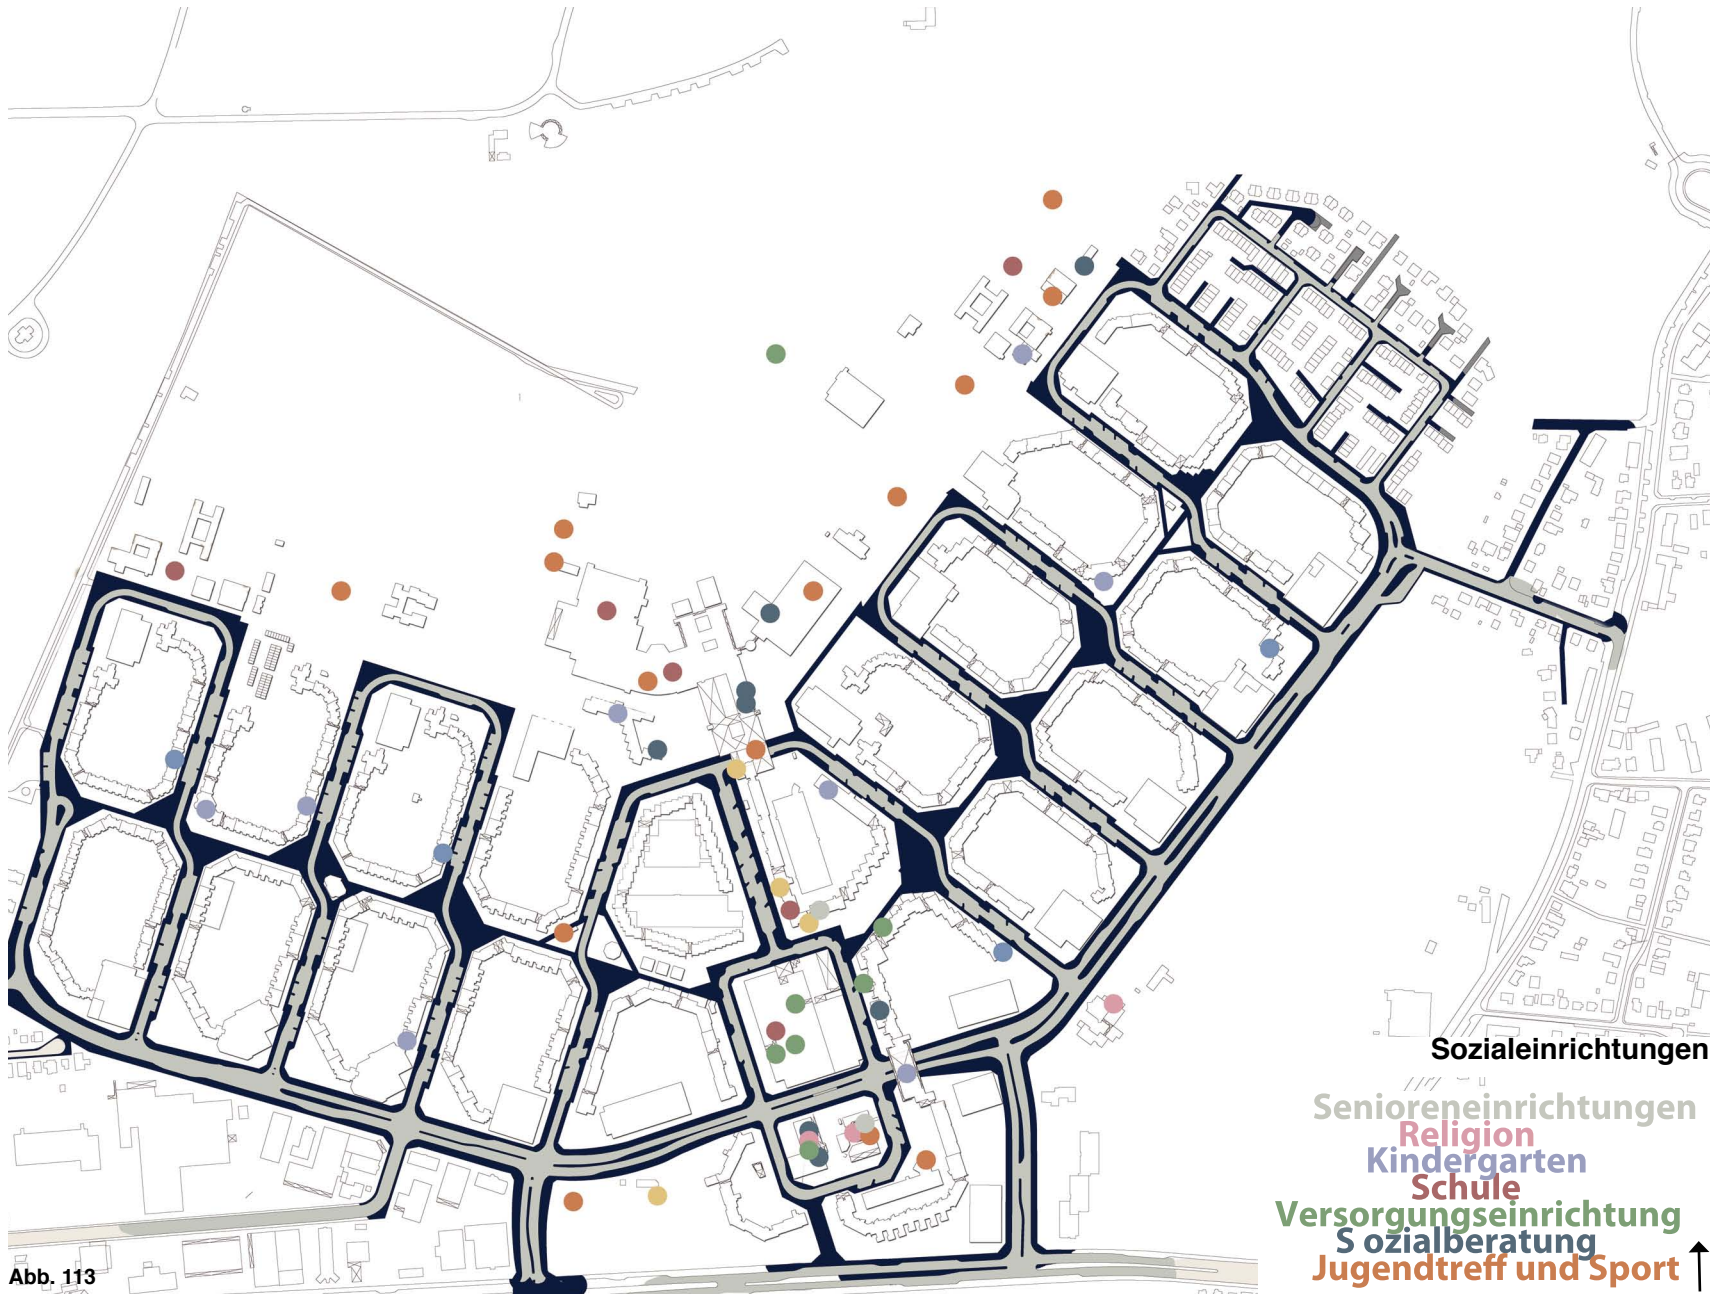 Sozialeinrichtungen
Senioreneinrichtungen
Religion
Kindergarten
Schule
Versorgungseinrichtung
S ozialberatung
Jugendtreff und Sport
Abb. 113